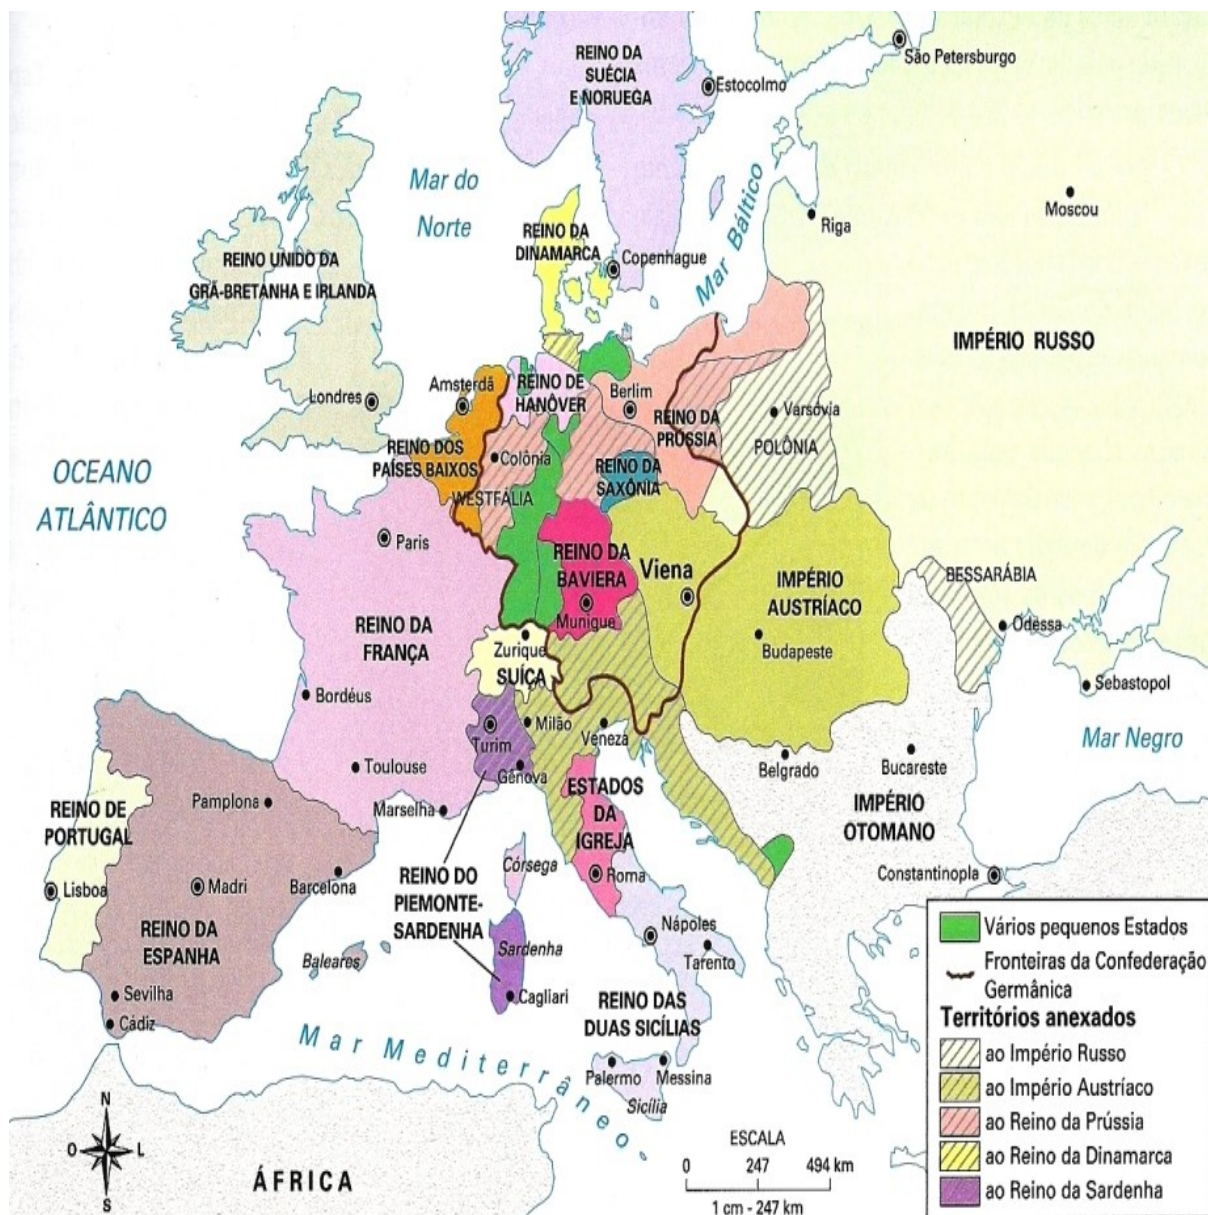 REINO DA
SUÉCIA
E NORUEGA
São Petersburgo
Estocolmo
Mar do
Norte
Mar Báltico
Moscou
Riga
REINO DA
DINAMARCA
Copenhague
REINO UNIDO DA
GRÃ-BRETANHA E IRLANDA
IMPÉRIO RUSSO
Londres
Amsterdã
REINO DE
HANÔVER
Berlim
REINO DA
PRÚSSIA
Varsóvia
POLÔNIA
REINO DOS
PAÍSES BAIXOS
Colônia
REINO DA
SAXÔNIA
WESTFÁLIA
OCEANO
ATLÂNTICO
Paris
REINO DA
BAVIERA
Munique
Viena
IMPÉRIO
AUSTRÍACO
Budapeste
BESSARÁBIA
Odessa
Sebastopol
Mar Negro
REINO DA
FRANÇA
Zurique
SUÍÇA
Bordéus
Turim
Milão
Veneza
Gênova
Toulouse
Marselha
Belgrado
Bucareste
IMPÉRIO
OTOMANO
Constantinopla
ESTADOS
DA
IGREJA
Roma
REINO DE
PORTUGAL
Pamplona
Lisboa
Madri
Barcelona
REINO DA
ESPANHA
Baleares
Sevilha
Cádiz
Córsega
REINO DO
PIEMONTE-
SARDENHA
Sardenha
Cagliari
Nápoles
Tarento
REINO DAS
DUAS SICÍLIAS
Palermo
Messina
Sicília
Mar Mediterrâneo
ÁFRICA
N
O
L
S
ESCALA
0 247 494 km
1 cm - 247 km
Vários pequenos Estados
Fronteiras da Confederação
Germânica
Territórios anexados
ao Império Russo
ao Império Austríaco
ao Reino da Prússia
ao Reino da Dinamarca
ao Reino da Sardenha